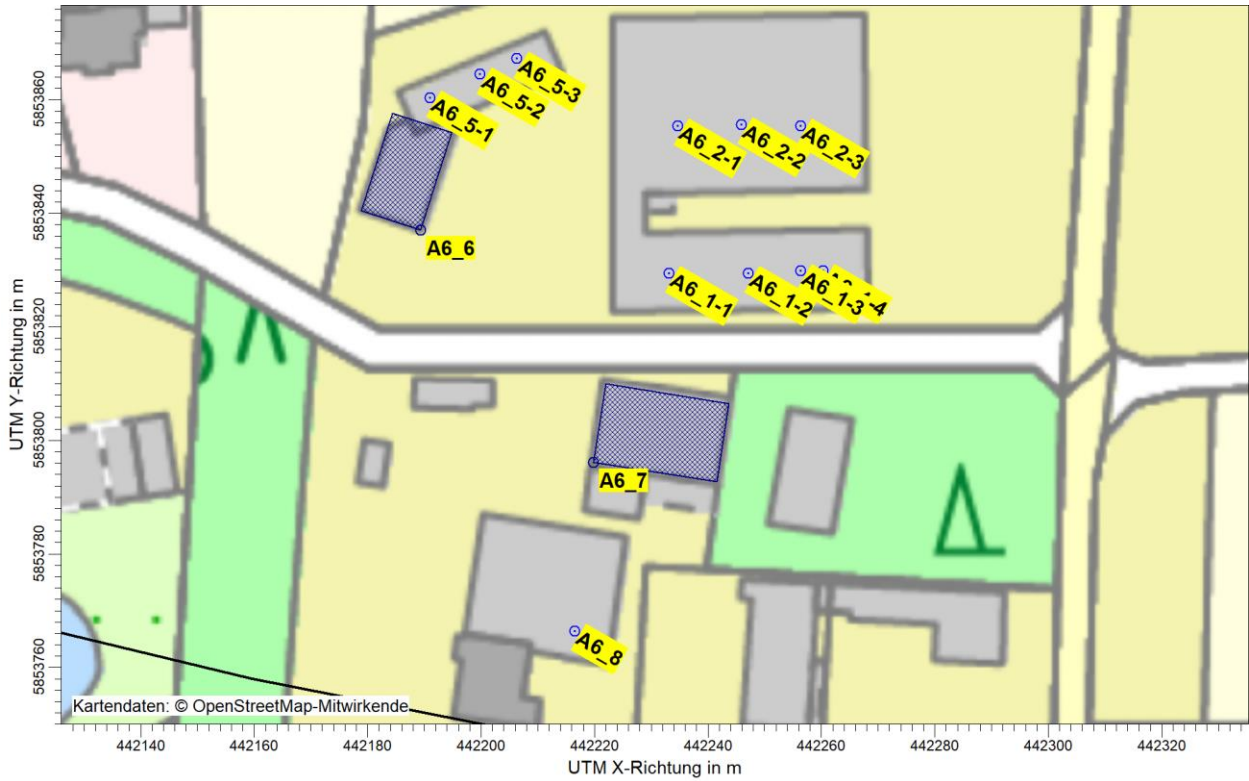 A6_5-3
A6_5-2
A6_5-1
A6_2-1
A6_2-2
A6_2-3
A6_6
A6_1-1
A6_1-2
A6_1-3
A6_7
A6_8
Kartendaten: © OpenStreetMap-Mitwirkende
UTM Y-Richtung in m
5853860
5853840
5853820
5853800
5853780
5853760
442140
442160
442180
442200
442220
442240
442260
442280
442300
442320
UTM X-Richtung in m